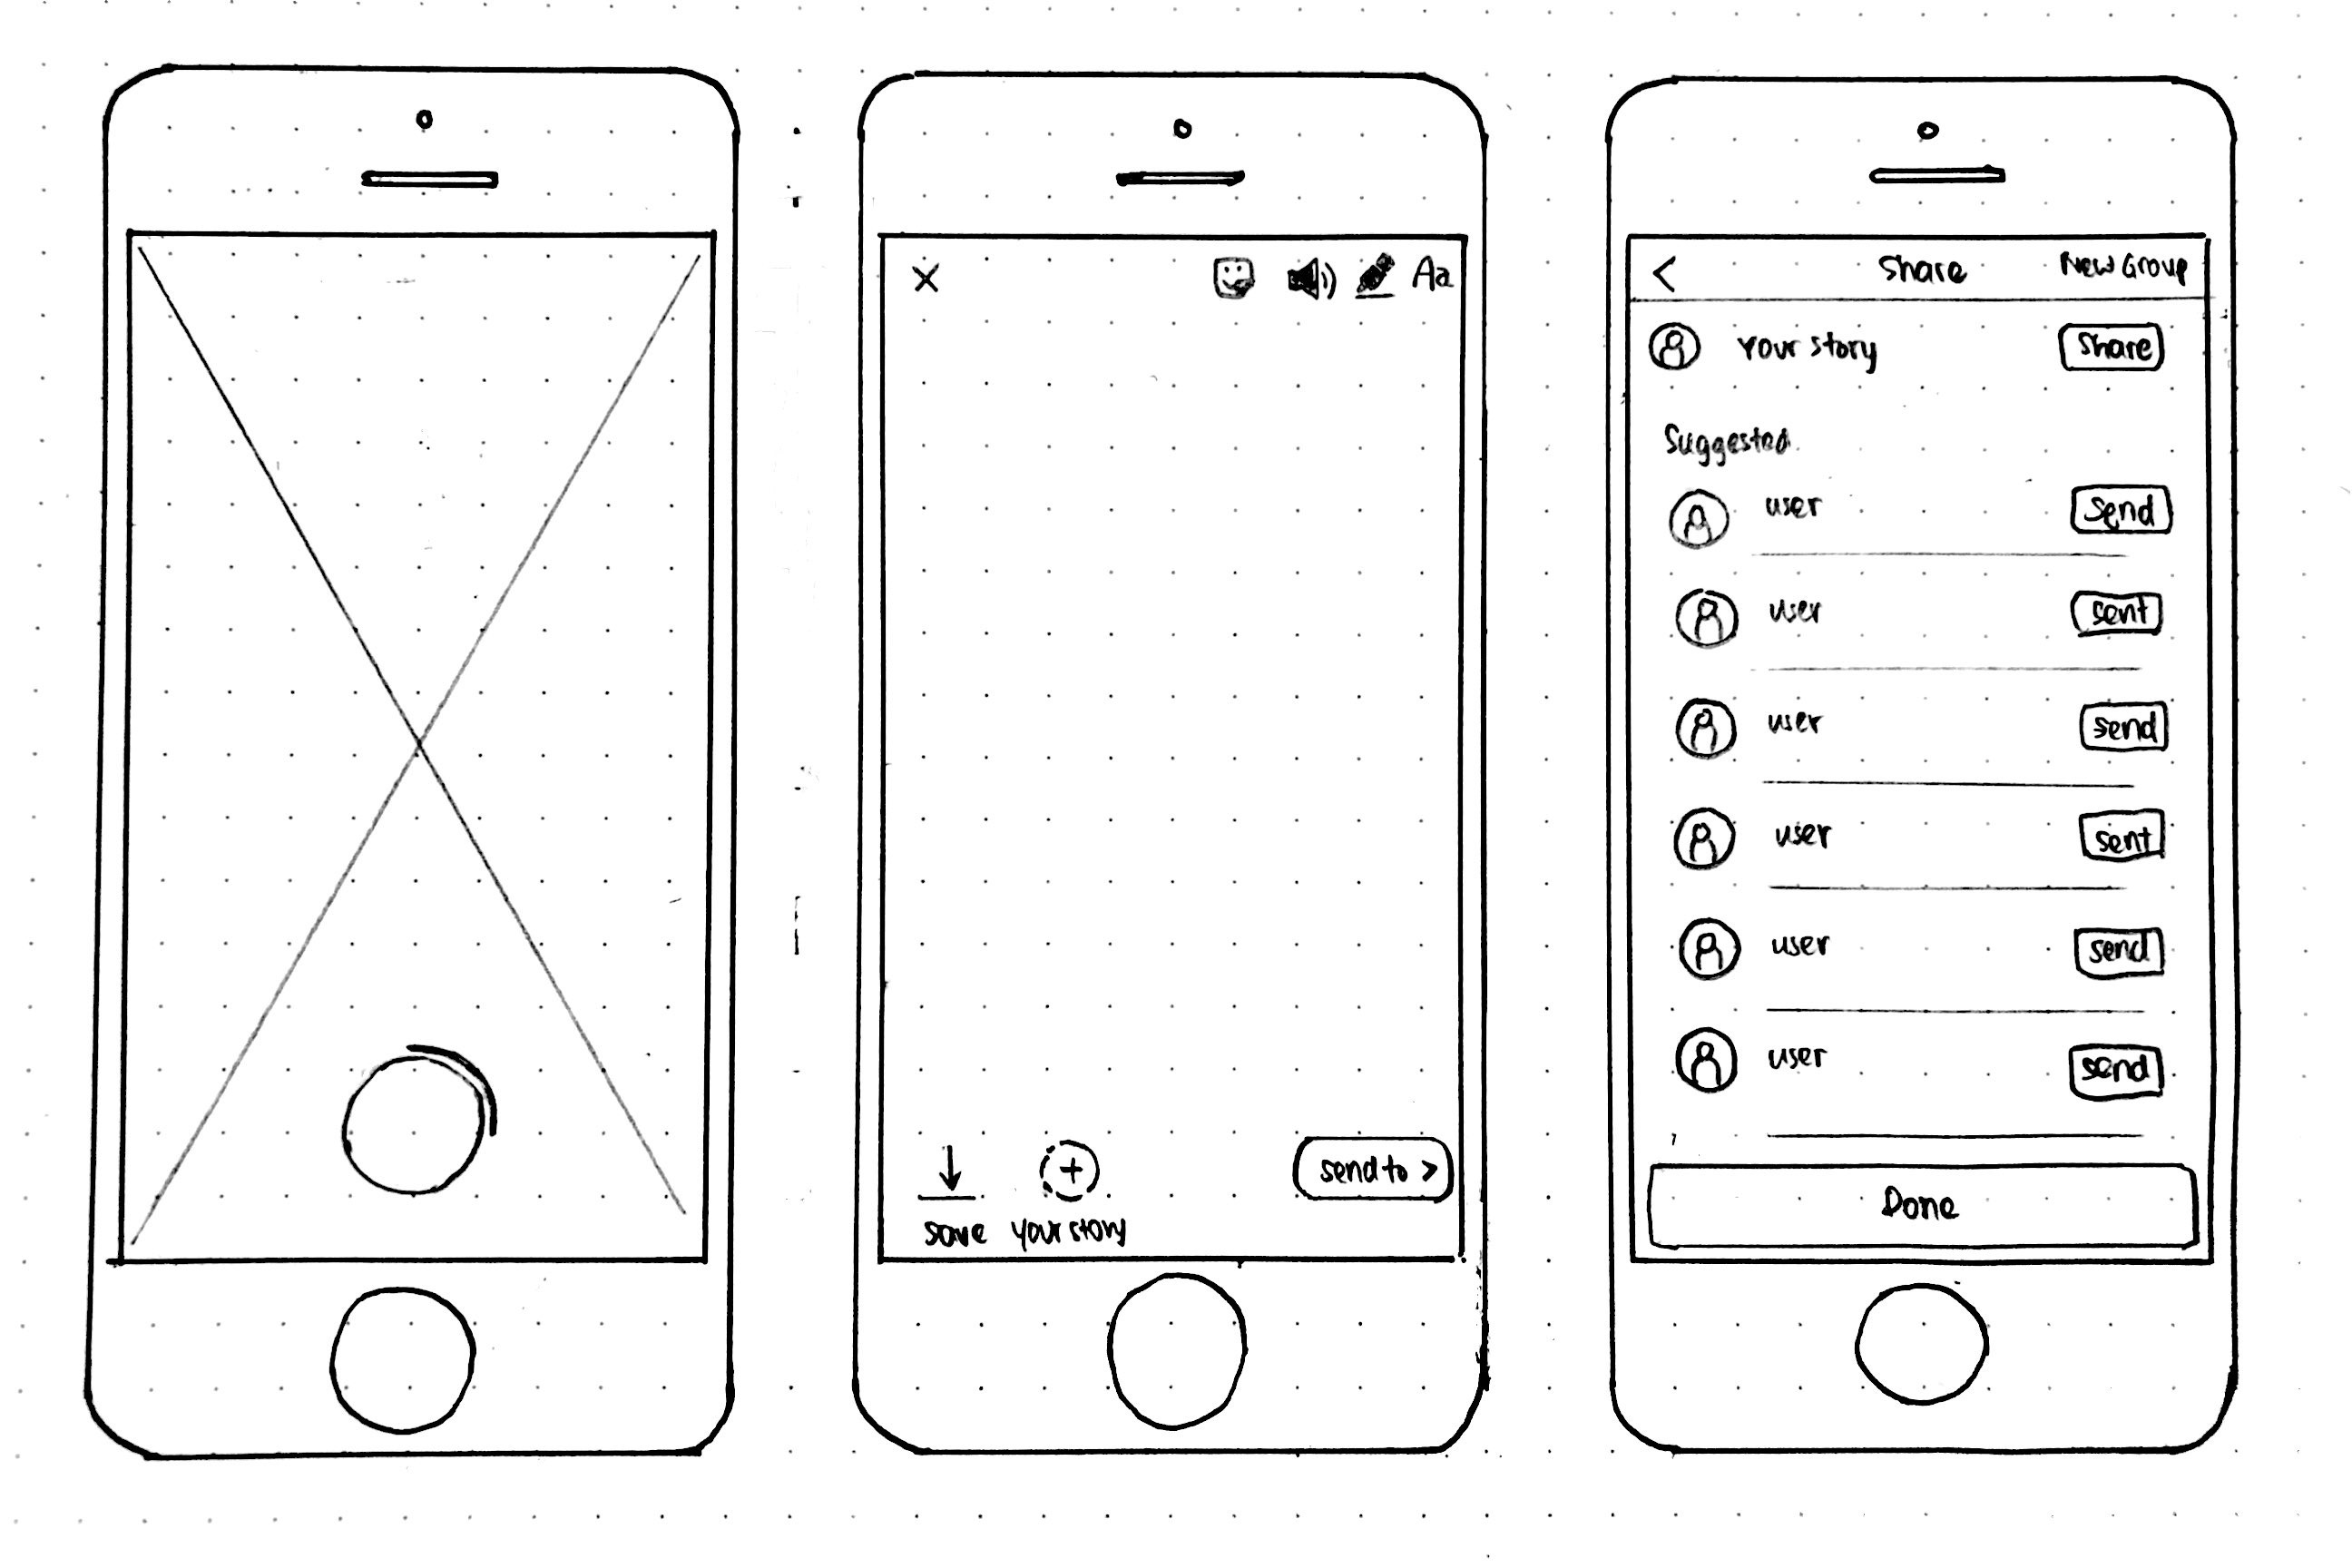 Aa
save your story
send to >
< Share New Group
Your story Share
Suggested
user send
user sent
user send
user sent
user send
user send
Done